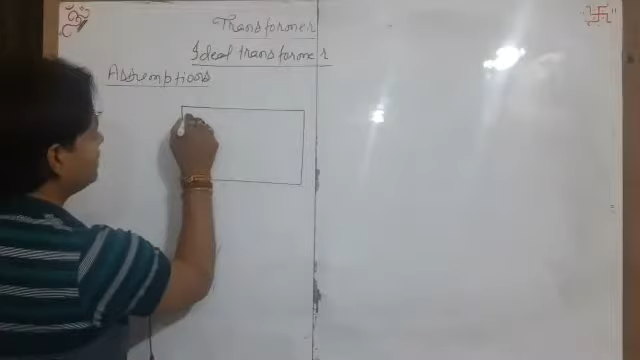 ॐ
Transformer
Ideal transformer
Assumptions